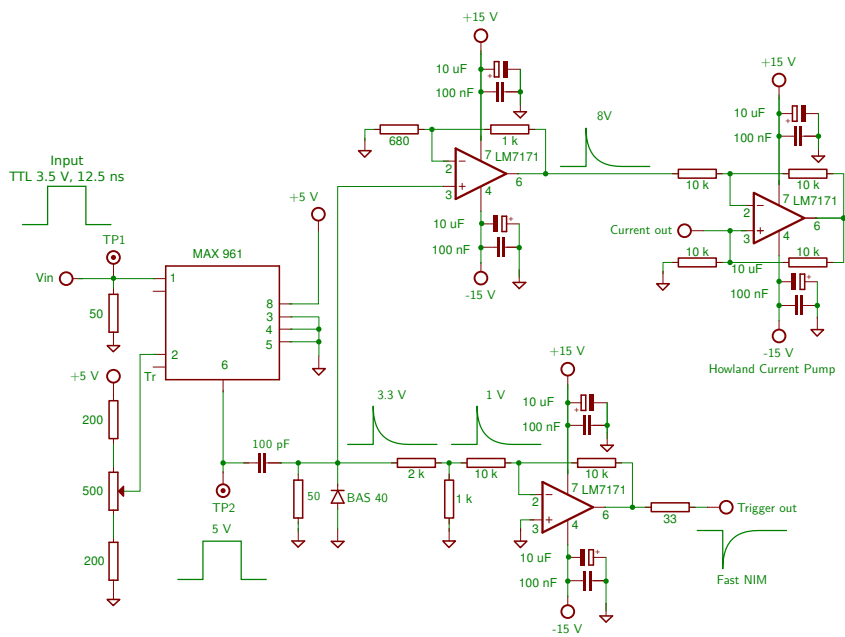 +15 V
10 uF
+
100 nF
680
1 k
7
LM7171
2
−
+
3
4
6
10 uF
+
100 nF
-15 V
8V
+15 V
10 uF
+
100 nF
10 k
10 k
7
LM7171
2
−
+
3
4
6
Current out
10 k
10 k
10 uF
+
100 nF
-15 V
Howland Current Pump
Input
TTL 3.5 V, 12.5 ns
TP1
Vin
50
MAX 961
1
2
Tr
6
8
3
4
5
+5 V
+5 V
200
500
200
100 pF
TP2
5 V
50
BAS 40
3.3 V
2 k
1 k
1 V
10 k
+15 V
10 uF
+
100 nF
10 k
7
LM7171
2
−
+
3
4
6
10 uF
+
100 nF
-15 V
33
Trigger out
Fast NIM